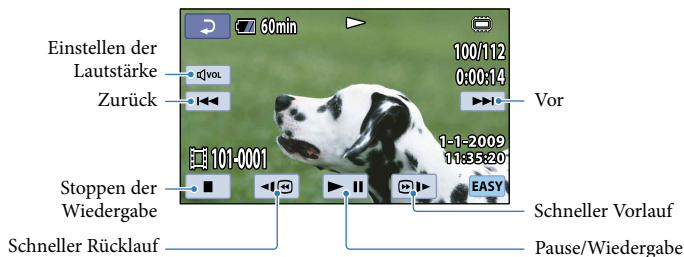 60min
100/112
0:00:14
Einstellen der
Lautstärke
VOL
Zurück
Vor
1-1-2009
11:35:20
101-0001
EASY
Stoppen der
Wiedergabe
Schneller Rücklauf
Schneller Vorlauf
Pause/Wiedergabe